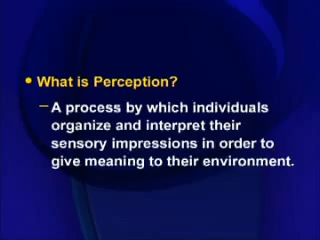 • What is Perception?
– A process by which individuals
organize and interpret their
sensory impressions in order to
give meaning to their environment.